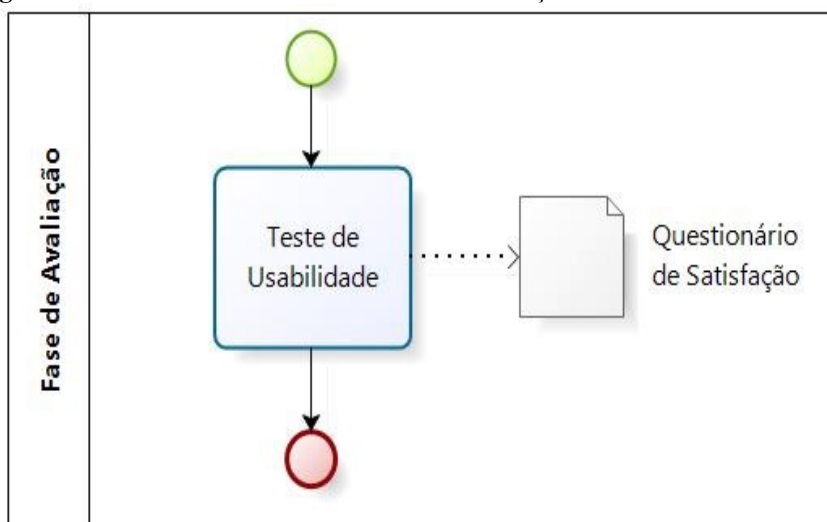 Fase de Avaliação
Teste de
Usabilidade
Questionário
de Satisfação